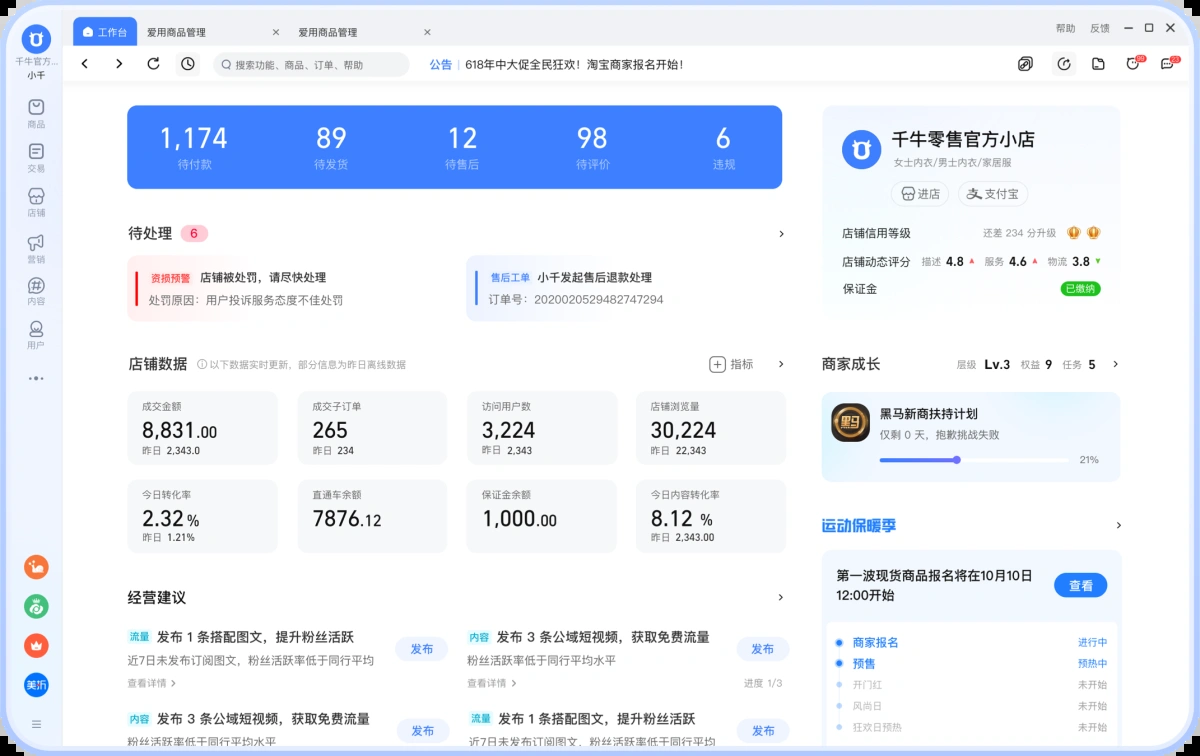 千牛官方...
小千
商品
交易
店铺
营销
内容
用户
美折
工作台
爱用商品管理
爱用商品管理
帮助
反馈
搜索功能、商品、订单、帮助
公告
618年中大促全民狂欢！淘宝商家报名开始！
1,174
89
12
98
6
待付款
待发货
待售后
待评价
违规
待处理 6
资损预警 店铺被处罚，请尽快处理
处罚原因：用户投诉服务态度不佳处罚
售后工单 小千发起售后退款处理
订单号：2020020529482747294
店铺数据 以下数据实时更新，部分信息为昨日离线数据
指标
成交金额
8,831.00
昨日 2,343.0
成交子订单
265
昨日 234
访问用户数
3,224
昨日 2,343
店铺浏览量
30,224
昨日 22,343
今日转化率
2.32 %
昨日 1.21%
直通车余额
7876.12
保证金余额
1,000.00
今日内容转化率
8.12 %
昨日 2,343.00
经营建议
流量 发布 1 条搭配图文，提升粉丝活跃
近7日未发布订阅图文，粉丝活跃率低于同行平均
查看详情
发布
内容 发布 3 条公域短视频，获取免费流量
粉丝活跃率低于同行平均水平
查看详情
进度 1/3
发布
内容 发布 3 条公域短视频，获取免费流量
粉丝活跃率低于同行平均水平
发布
流量 发布 1 条搭配图文，提升粉丝活跃
近7日未发布订阅图文，粉丝活跃率低于同行平均
发布
千牛零售官方小店
女士内衣/男士内衣/家居服
进店
支付宝
店铺信用等级
还差 234 分升级
店铺动态评分 描述 4.8 服务 4.6 物流 3.8
保证金
已缴纳
商家成长
层级 Lv.3 权益 9 任务 5
黑马
黑马新商扶持计划
仅剩 0 天，抱歉挑战失败
21%
运动保暖季
第一波现货商品报名将在10月10日
12:00开始
查看
商家报名 进行中
预售 预热中
开门红 未开始
风尚日 未开始
狂欢日预热 未开始